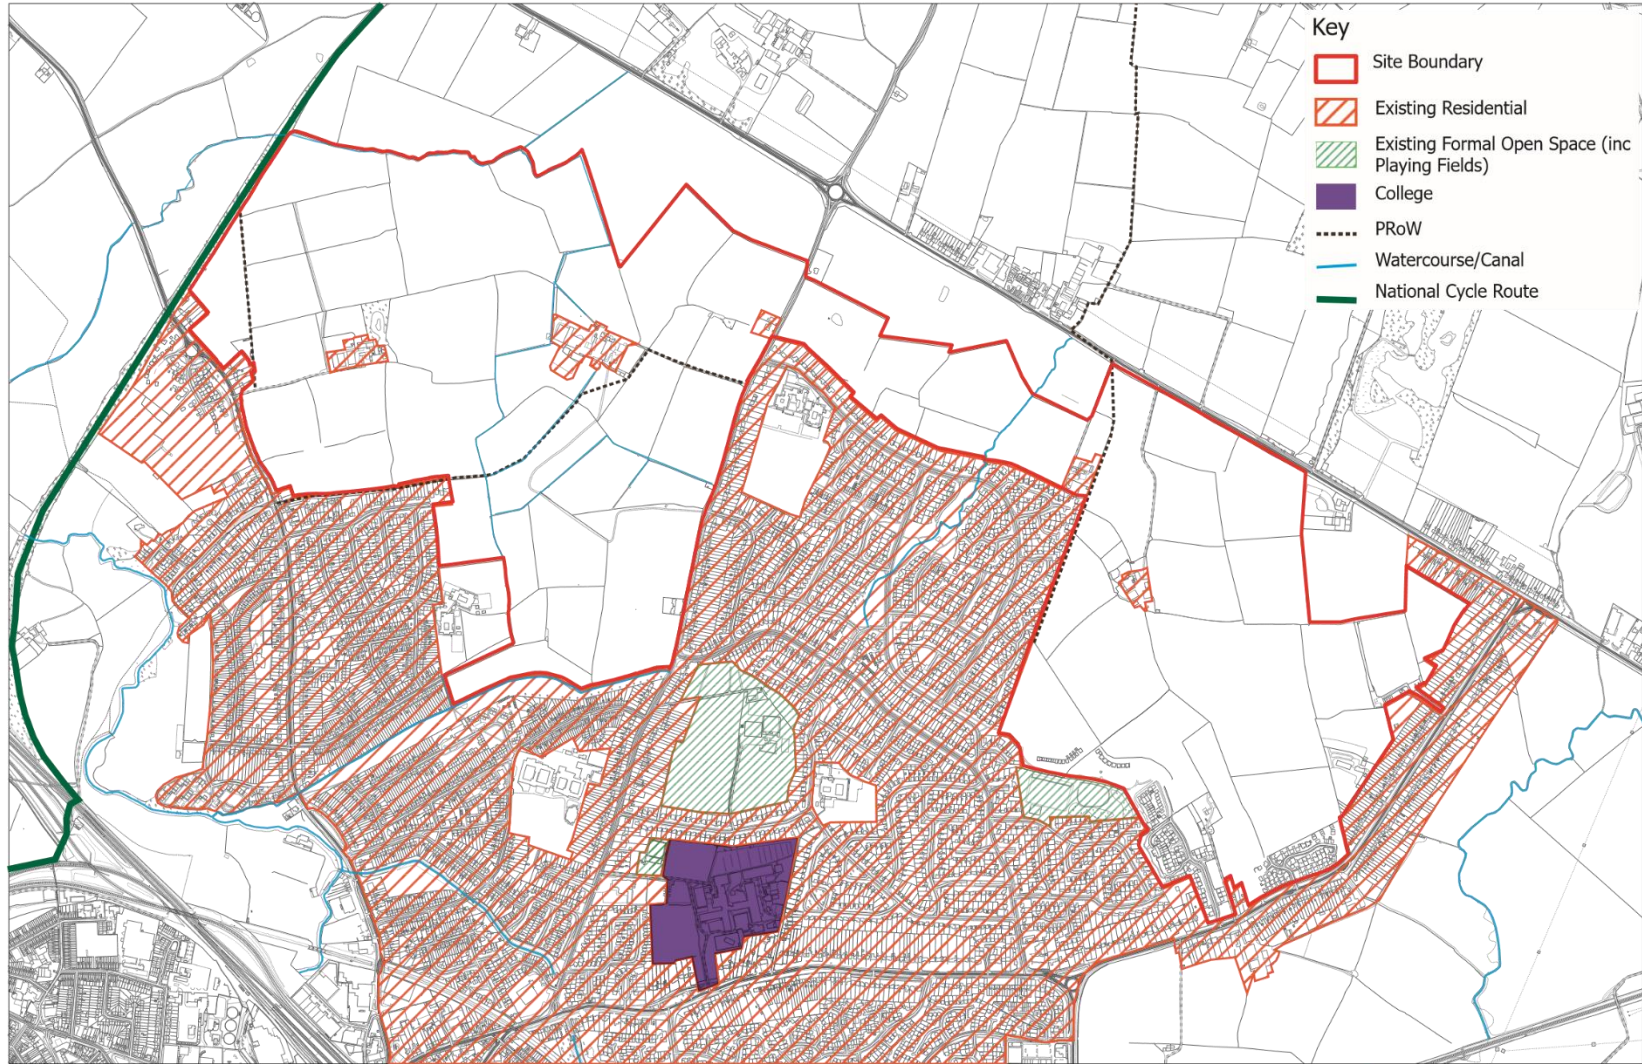 Key
Site Boundary
Existing Residential
Existing Formal Open Space (inc
Playing Fields)
College
PRoW
Watercourse/Canal
National Cycle Route